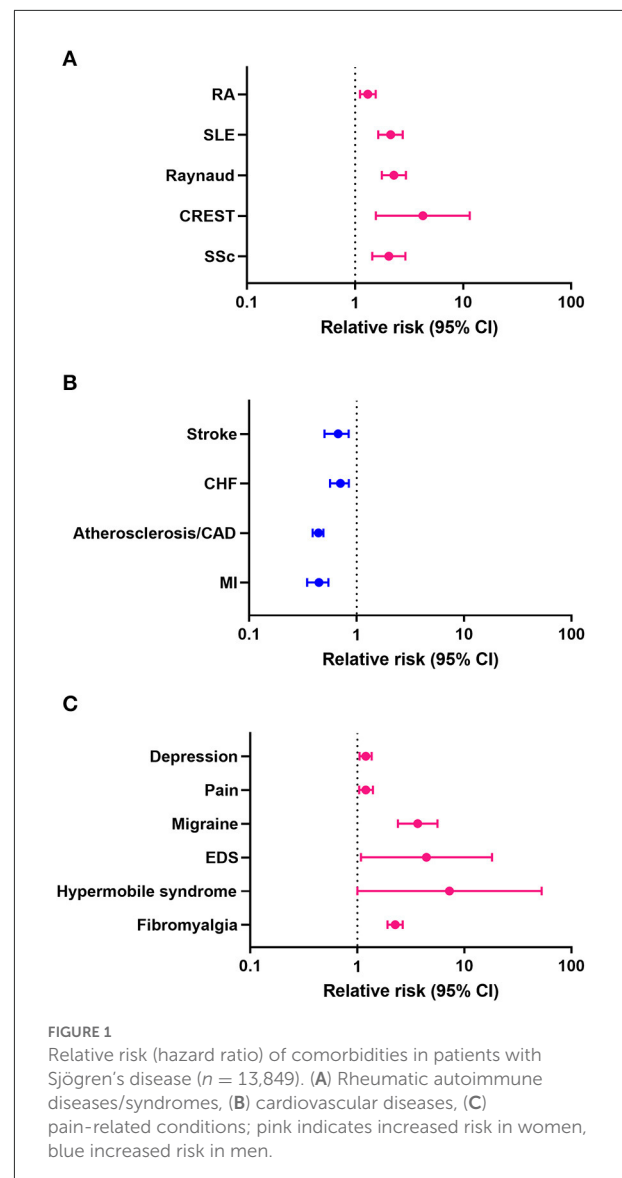 A
RA
SLE
Raynaud
CREST
SSc
0.1 1 10 100
Relative risk (95% CI)
B
Stroke
CHF
Atherosclerosis/CAD
MI
0.1 1 10 100
Relative risk (95% CI)
C
Depression
Pain
Migraine
EDS
Hypermobile syndrome
Fibromyalgia
0.1 1 10 100
Relative risk (95% CI)
FIGURE 1
Relative risk (hazard ratio) of comorbidities in patients with
Sjögren's disease (n = 13,849). (A) Rheumatic autoimmune
diseases/syndromes, (B) cardiovascular diseases, (C)
pain-related conditions; pink indicates increased risk in women,
blue increased risk in men.